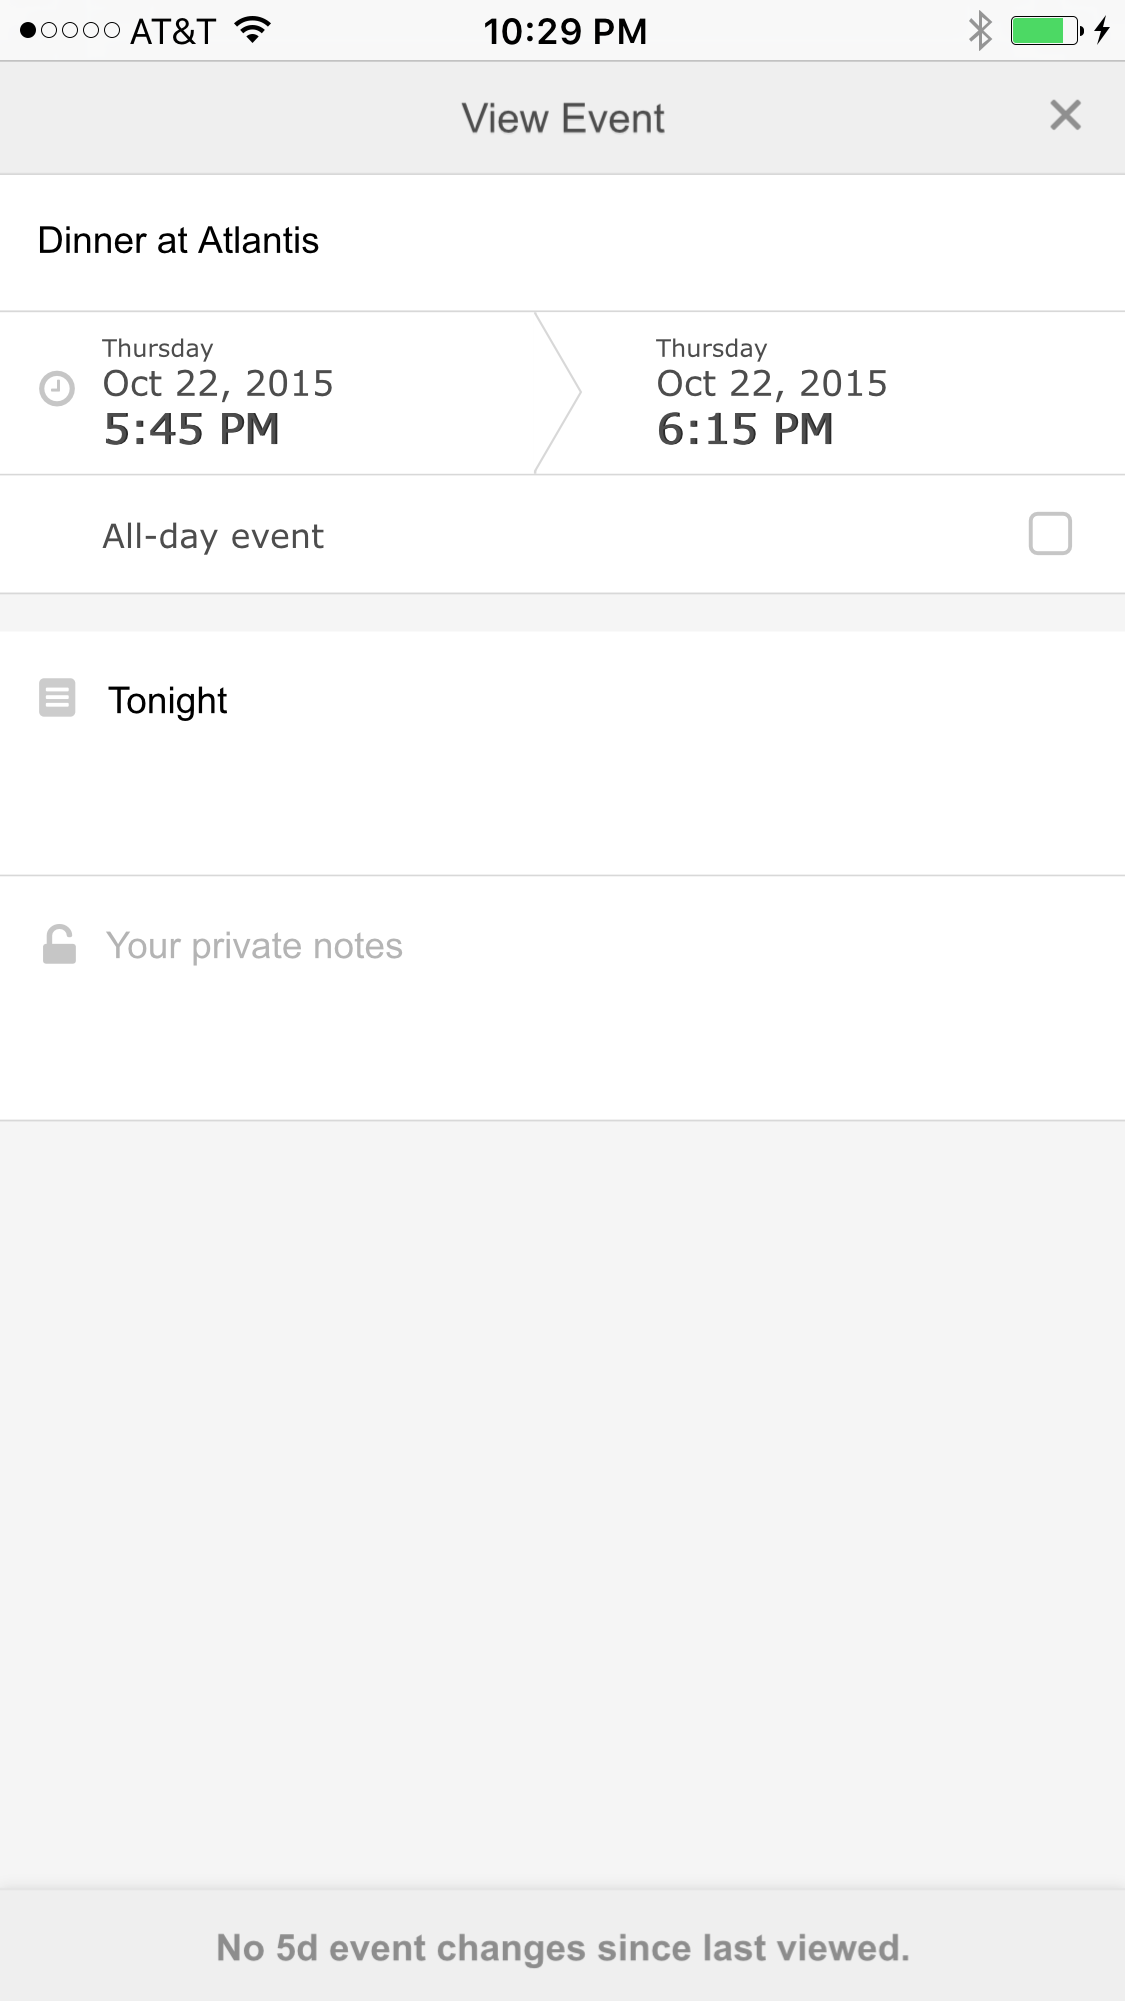 AT&T 10:29 PM
View Event
Dinner at Atlantis
Thursday
Oct 22, 2015
5:45 PM
Thursday
Oct 22, 2015
6:15 PM
All-day event
Tonight
Your private notes
No 5d event changes since last viewed.